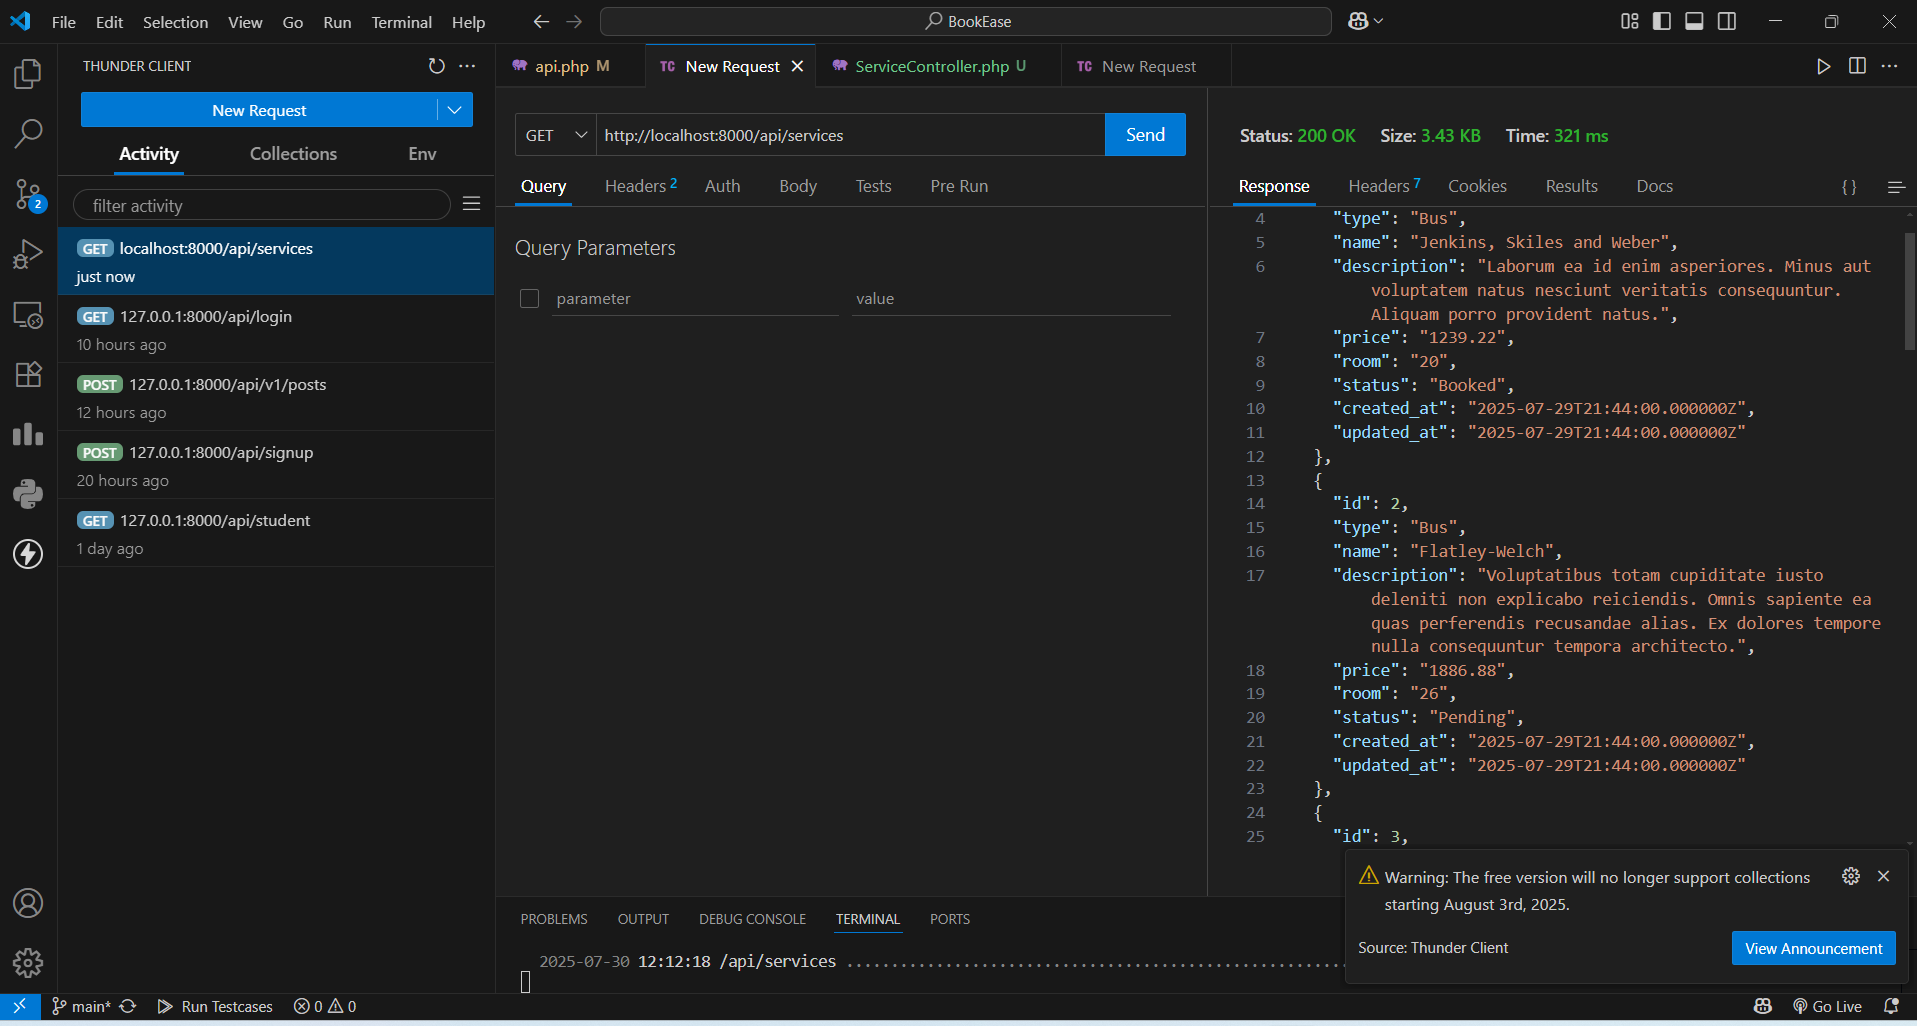 File Edit Selection View Go Run Terminal Help
BookEase
THUNDER CLIENT
New Request
Activity Collections Env
filter activity
GET localhost:8000/api/services
just now
GET 127.0.0.1:8000/api/login
10 hours ago
POST 127.0.0.1:8000/api/v1/posts
12 hours ago
POST 127.0.0.1:8000/api/signup
20 hours ago
GET 127.0.0.1:8000/api/student
1 day ago
api.php M
TC New Request
ServiceController.php U
TC New Request
GET http://localhost:8000/api/services Send
Query Headers 2 Auth Body Tests Pre Run
Query Parameters
parameter value
Status: 200 OK Size: 3.43 KB Time: 321 ms
Response Headers 7 Cookies Results Docs {}
4 "type": "Bus",
5 "name": "Jenkins, Skiles and Weber",
6 "description": "Laborum ea id enim asperiores. Minus aut
voluptatem natus nesciunt veritatis consequuntur.
Aliquam porro provident natus.",
7 "price": "1239.22",
8 "room": "20",
9 "status": "Booked",
10 "created_at": "2025-07-29T21:44:00.000000Z",
11 "updated_at": "2025-07-29T21:44:00.000000Z"
12 },
13 {
14 "id": 2,
15 "type": "Bus",
16 "name": "Flatley-Welch",
17 "description": "Voluptatibus totam cupiditate iusto
deleniti non explicabo reiciendis. Omnis sapiente ea
quas perferendis recusandae alias. Ex dolores tempore
nulla consequuntur tempora architecto.",
18 "price": "1886.88",
19 "room": "26",
20 "status": "Pending",
21 "created_at": "2025-07-29T21:44:00.000000Z",
22 "updated_at": "2025-07-29T21:44:00.000000Z"
23 },
24 {
25 "id": 3,
PROBLEMS OUTPUT DEBUG CONSOLE TERMINAL PORTS
2025-07-30 12:12:18 /api/services ........................................................
Warning: The free version will no longer support collections
starting August 3rd, 2025.
Source: Thunder Client
View Announcement
2
main* Run Testcases 0 0
Go Live